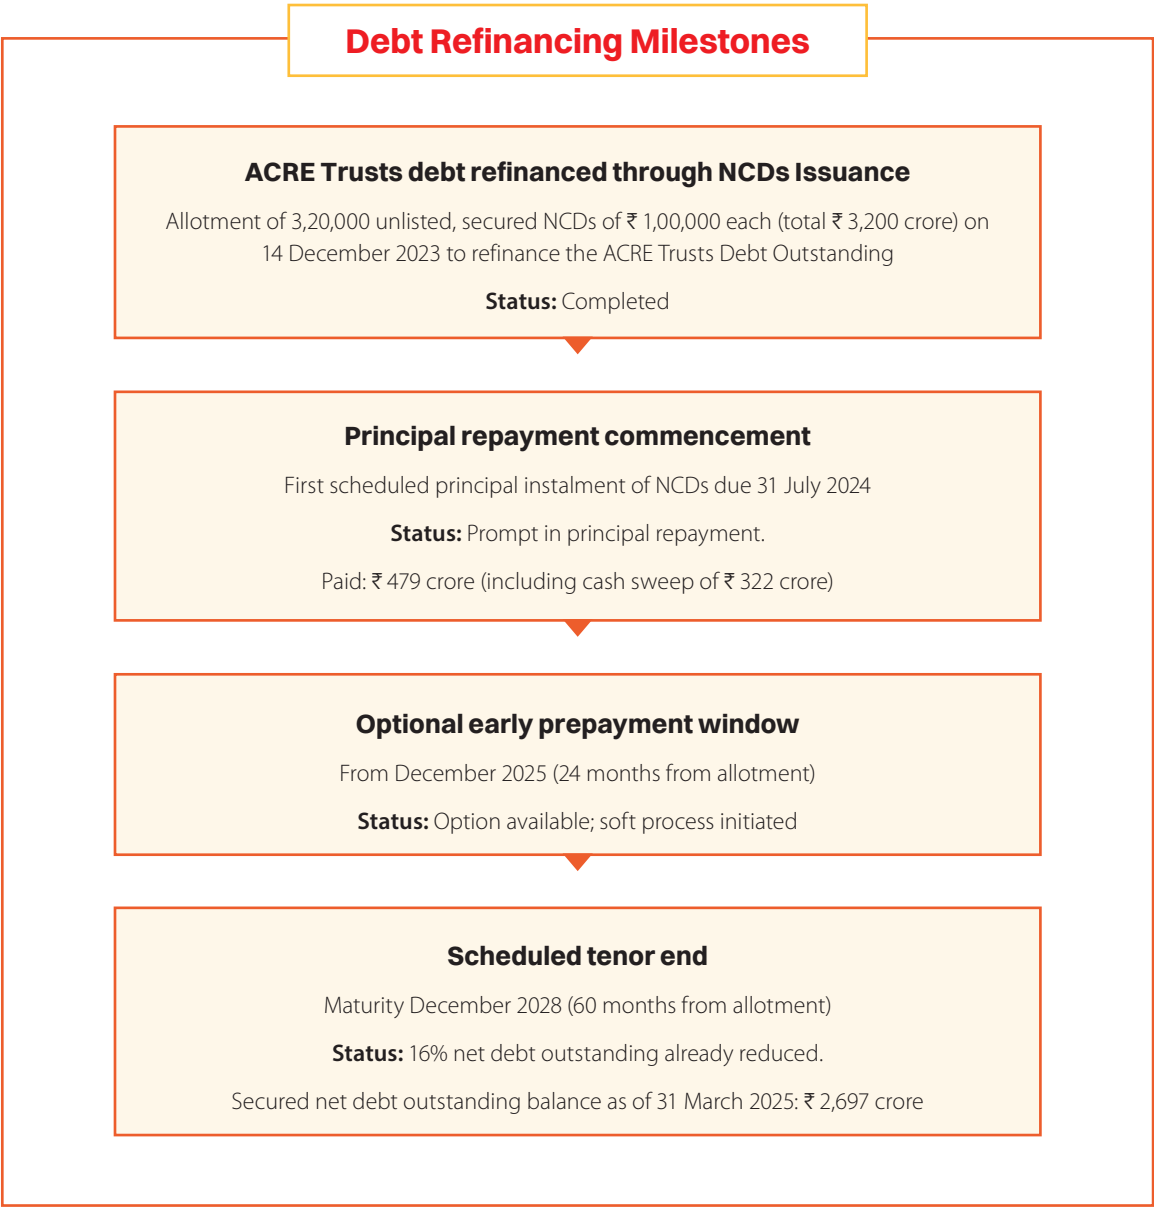 Debt Refinancing Milestones
ACRE Trusts debt refinanced through NCDs Issuance
Allotment of 3,20,000 unlisted, secured NCDs of ₹ 1,00,000 each (total ₹ 3,200 crore) on
14 December 2023 to refinance the ACRE Trusts Debt Outstanding
Status: Completed
Principal repayment commencement
First scheduled principal instalment of NCDs due 31 July 2024
Status: Prompt in principal repayment.
Paid: ₹ 479 crore (including cash sweep of ₹ 322 crore)
Optional early prepayment window
From December 2025 (24 months from allotment)
Status: Option available; soft process initiated
Scheduled tenor end
Maturity December 2028 (60 months from allotment)
Status: 16% net debt outstanding already reduced.
Secured net debt outstanding balance as of 31 March 2025: ₹ 2,697 crore